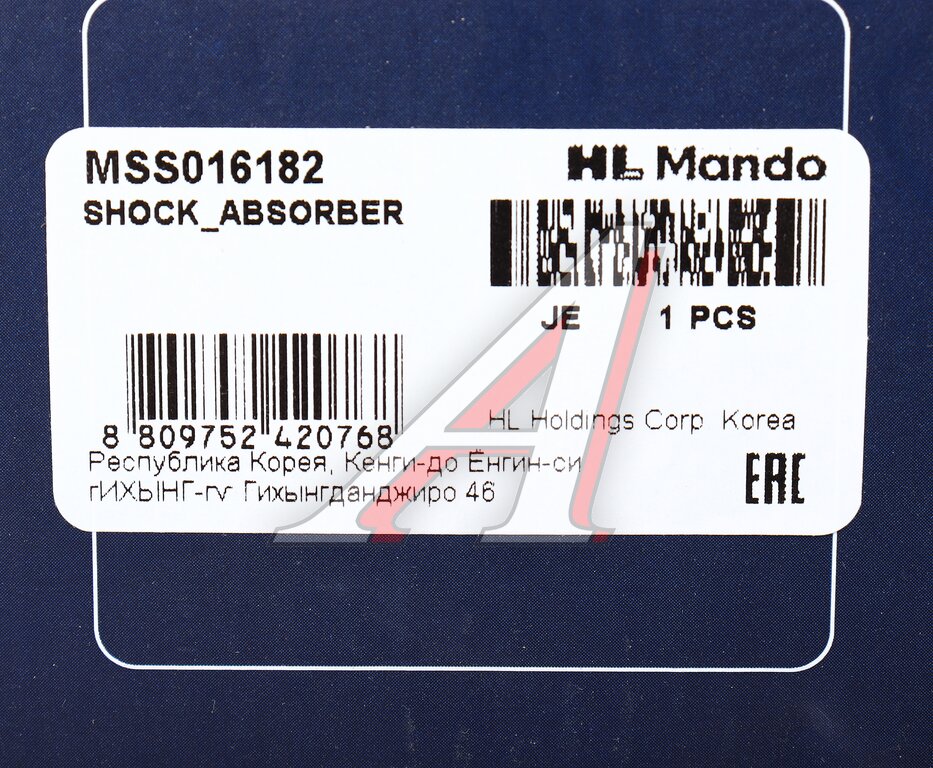 MSS016182
SHOCK_ABSORBER
HL Mando
JE 1 PCS
8 809752 420768
HL Holdings Corp Korea
Республика Корея, Кенги-до Ёнгин-си
гИХЫНГ-гу Гихынгданджиро 46
EAC